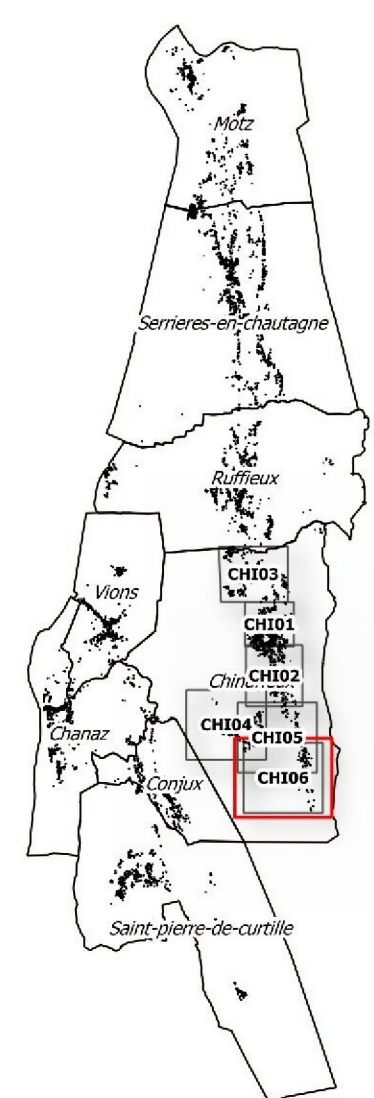 Motz
Serrieres-en-chautagne
Ruffieux
CHI03
Vions
CHI01
CHI02
CHI04
Chanaz
CHI05
Conjux
CHI06
Saint-pierre-de-curtille